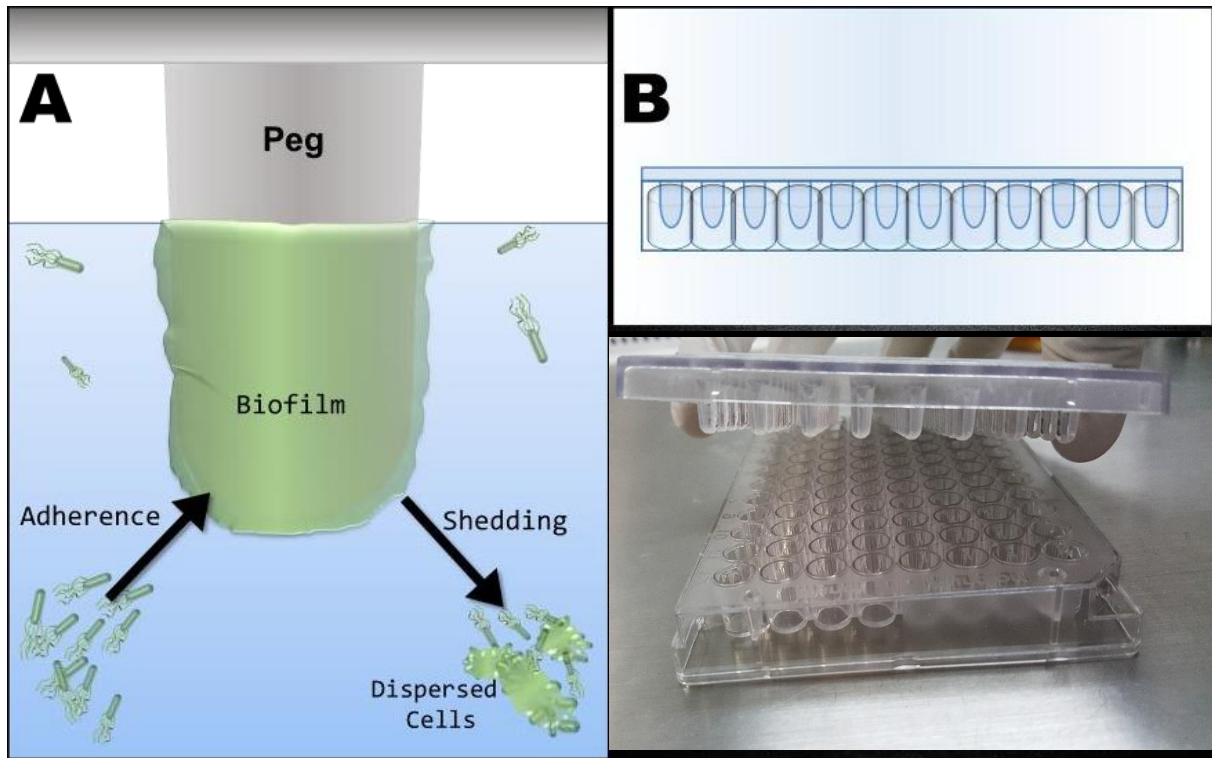 A
Peg
Biofilm
Adherence
Shedding
Dispersed
Cells
B